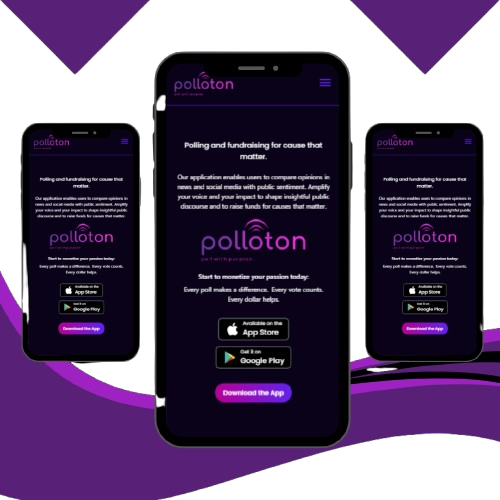 polloton
poll with purpose
Polling and fundraising for cause that
matter.
Our application enables users to compare opinions in
news and social media with public sentiment. Amplify
your voice and your impact to shape insightful public
discourse and to raise funds for causes that matter.
polloton
poll with purpose
Start to monetize your passion today:
Every poll makes a difference. Every vote counts.
Every dollar helps.
Available on the
App Store
Get it on
Google Play
Download the App
polloton
Polling and fundraising for cause that
matter.
Our application enables users to compare opinions in
news and social media with public sentiment. Amplify
your voice and your impact to shape insightful public
discourse and to raise funds for causes that matter.
polloton
poll with purpose
Start to monetize your passion today:
Every poll makes a difference. Every vote counts.
Every dollar helps.
Available on the
App Store
Get it on
Google Play
Download the App
polloton
Polling and fundraising for cause that
matter.
Our application enables users to compare opinions in
news and social media with public sentiment. Amplify
your voice and your impact to shape insightful public
discourse and to raise funds for causes that matter.
polloton
poll with purpose
Start to monetize your passion today:
Every poll makes a difference. Every vote counts.
Every dollar helps.
Available on the
App Store
Get it on
Google Play
Download the App